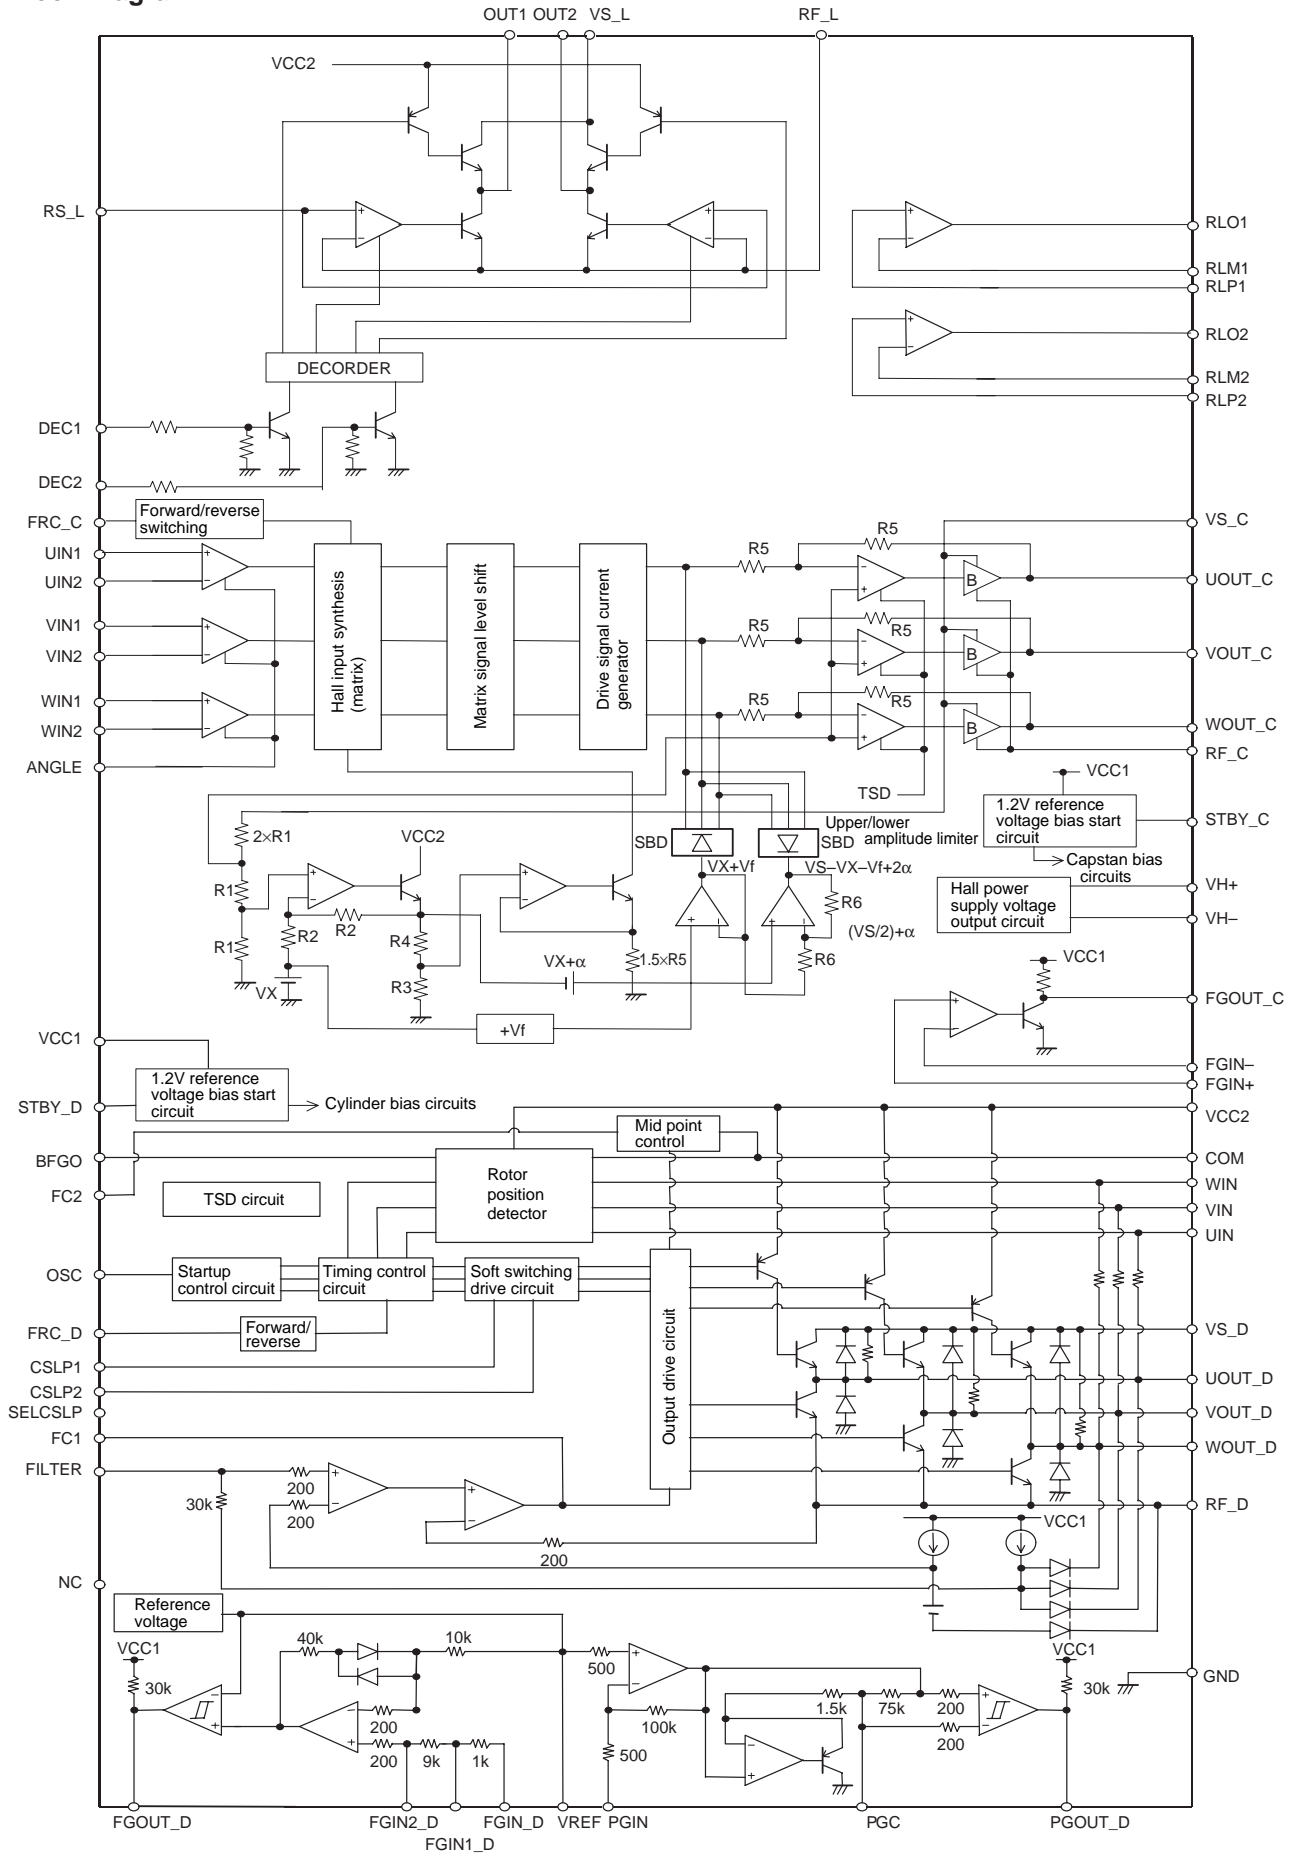 OUT1 OUT2 VS_L RF_L
VCC2
RS_L
RLO1
RLM1
RLP1
RLO2
RLM2
RLP2
+
−
+
−
+
−
+
−
DECORDER
DEC1
DEC2
FRC_C
Forward/reverse
switching
UIN1
UIN2
VIN1
VIN2
WIN1
WIN2
ANGLE
+
−
+
−
+
−
Hall input synthesis
(matrix)
Matrix signal level shift
Drive signal current
generator
R5
R5
R5
R5
R5
R5
−
+
−
+
−
+
B
B
B
VS_C
UOUT_C
VOUT_C
WOUT_C
RF_C
TSD
VCC1
1.2V reference
voltage bias start
circuit
STBY_C
Capstan bias
circuits
2×R1
R1
R1
VCC2
+
−
+
−
R2
R2
R4
R3
VX
VX+α
1.5×R5
SBD
SBD
Upper/lower
amplitude limiter
VX+Vf
VS−VX−Vf+2α
+
−
+
−
R6
R6
(VS/2)+α
+Vf
Hall power
supply voltage
output circuit
VH+
VH−
VCC1
+
−
FGOUT_C
FGIN−
FGIN+
VCC1
1.2V reference
voltage bias start
circuit
STBY_D
Cylinder bias circuits
VCC2
Mid point
control
BFGO
FC2
COM
WIN
VIN
UIN
TSD circuit
Rotor
position
detector
OSC
Startup
control circuit
Timing control
circuit
Soft switching
drive circuit
Output drive circuit
FRC_D
Forward/
reverse
CSLP1
CSLP2
SELCSLP
FC1
FILTER
VS_D
UOUT_D
VOUT_D
WOUT_D
RF_D
30k
200
200
+
−
+
−
200
VCC1
NC
Reference
voltage
VCC1
30k
−
+
40k
10k
−
+
200
200
9k
1k
500
+
−
100k
500
−
+
1.5k
75k
200
200
+
−
VCC1
30k
GND
FGOUT_D
FGIN2_D
FGIN1_D
FGIN_D
VREF PGIN
PGC
PGOUT_D